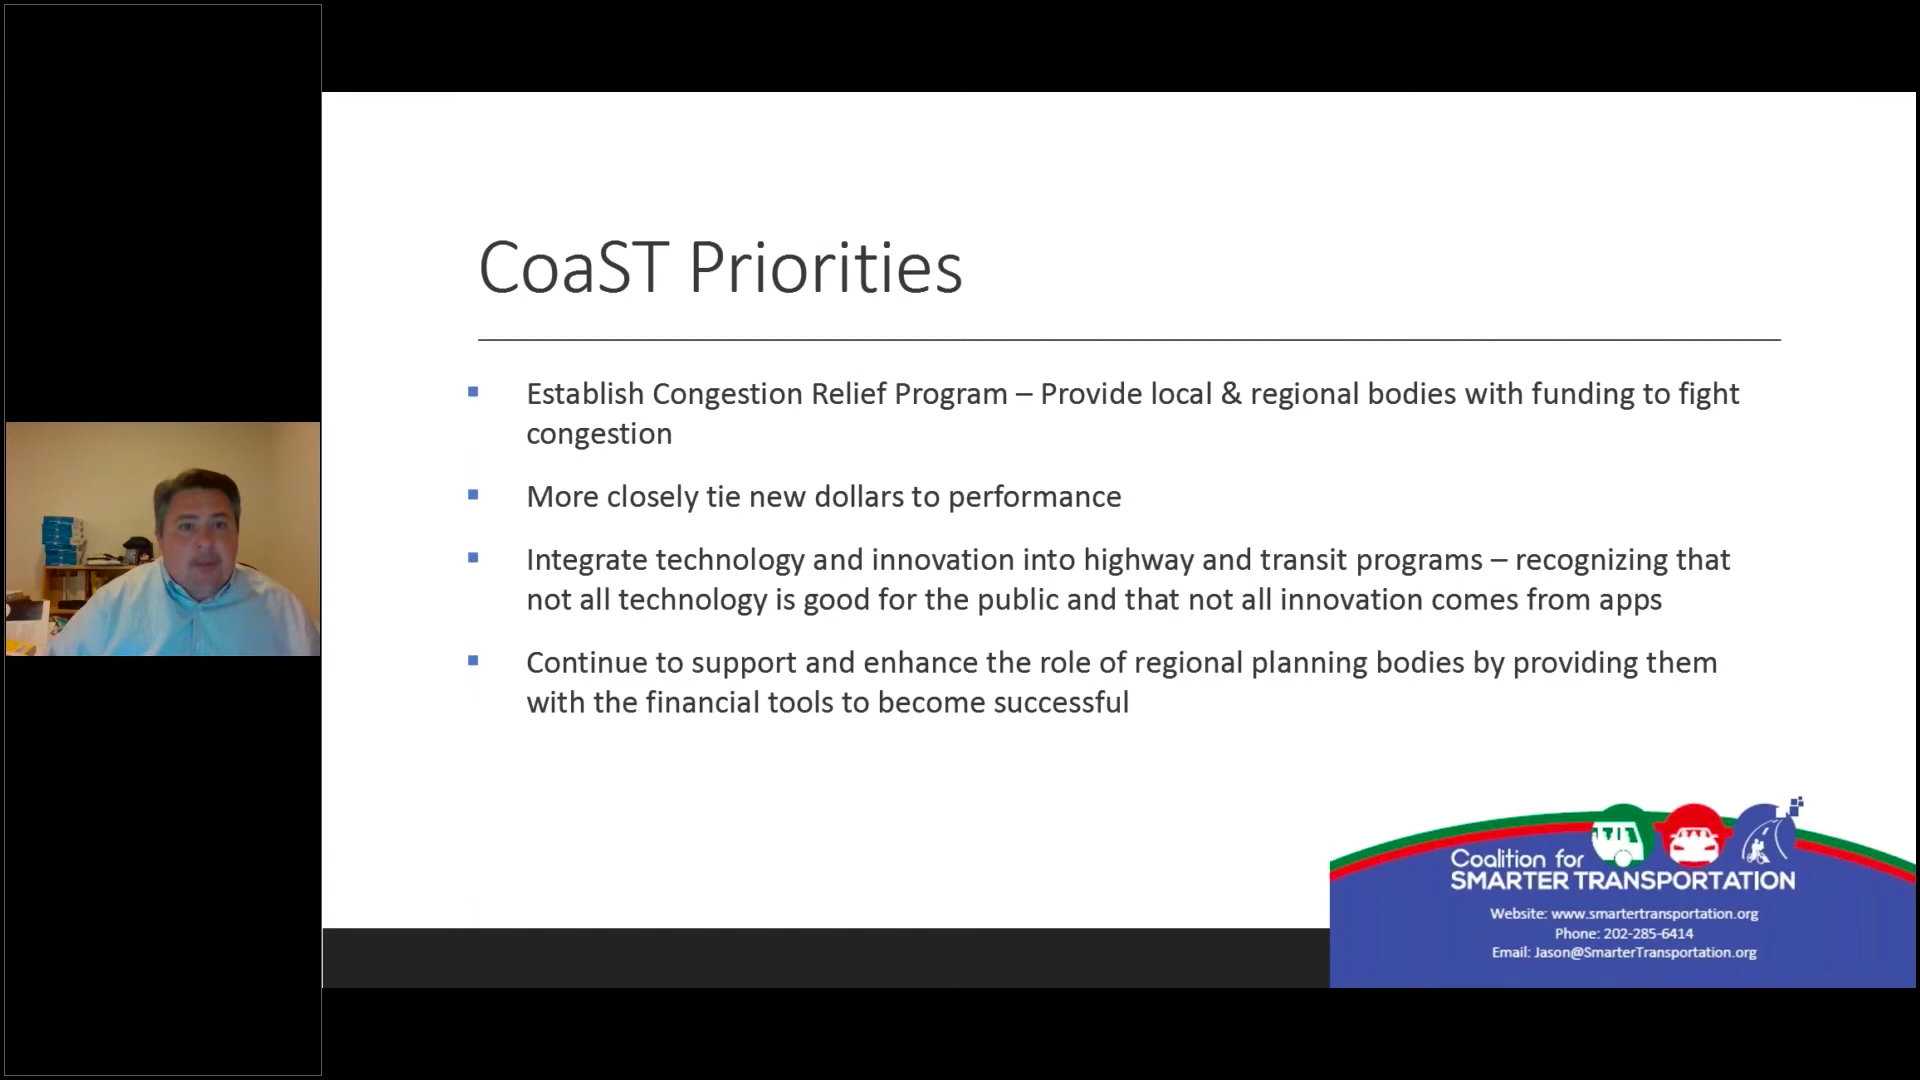 CoaST Priorities
Establish Congestion Relief Program – Provide local & regional bodies with funding to fight
congestion
More closely tie new dollars to performance
Integrate technology and innovation into highway and transit programs – recognizing that
not all technology is good for the public and that not all innovation comes from apps
Continue to support and enhance the role of regional planning bodies by providing them
with the financial tools to become successful
Coalition for
SMARTER TRANSPORTATION
Website: www.smartertransportation.org
Phone: 202-285-6414
Email: Jason@SmarterTransportation.org